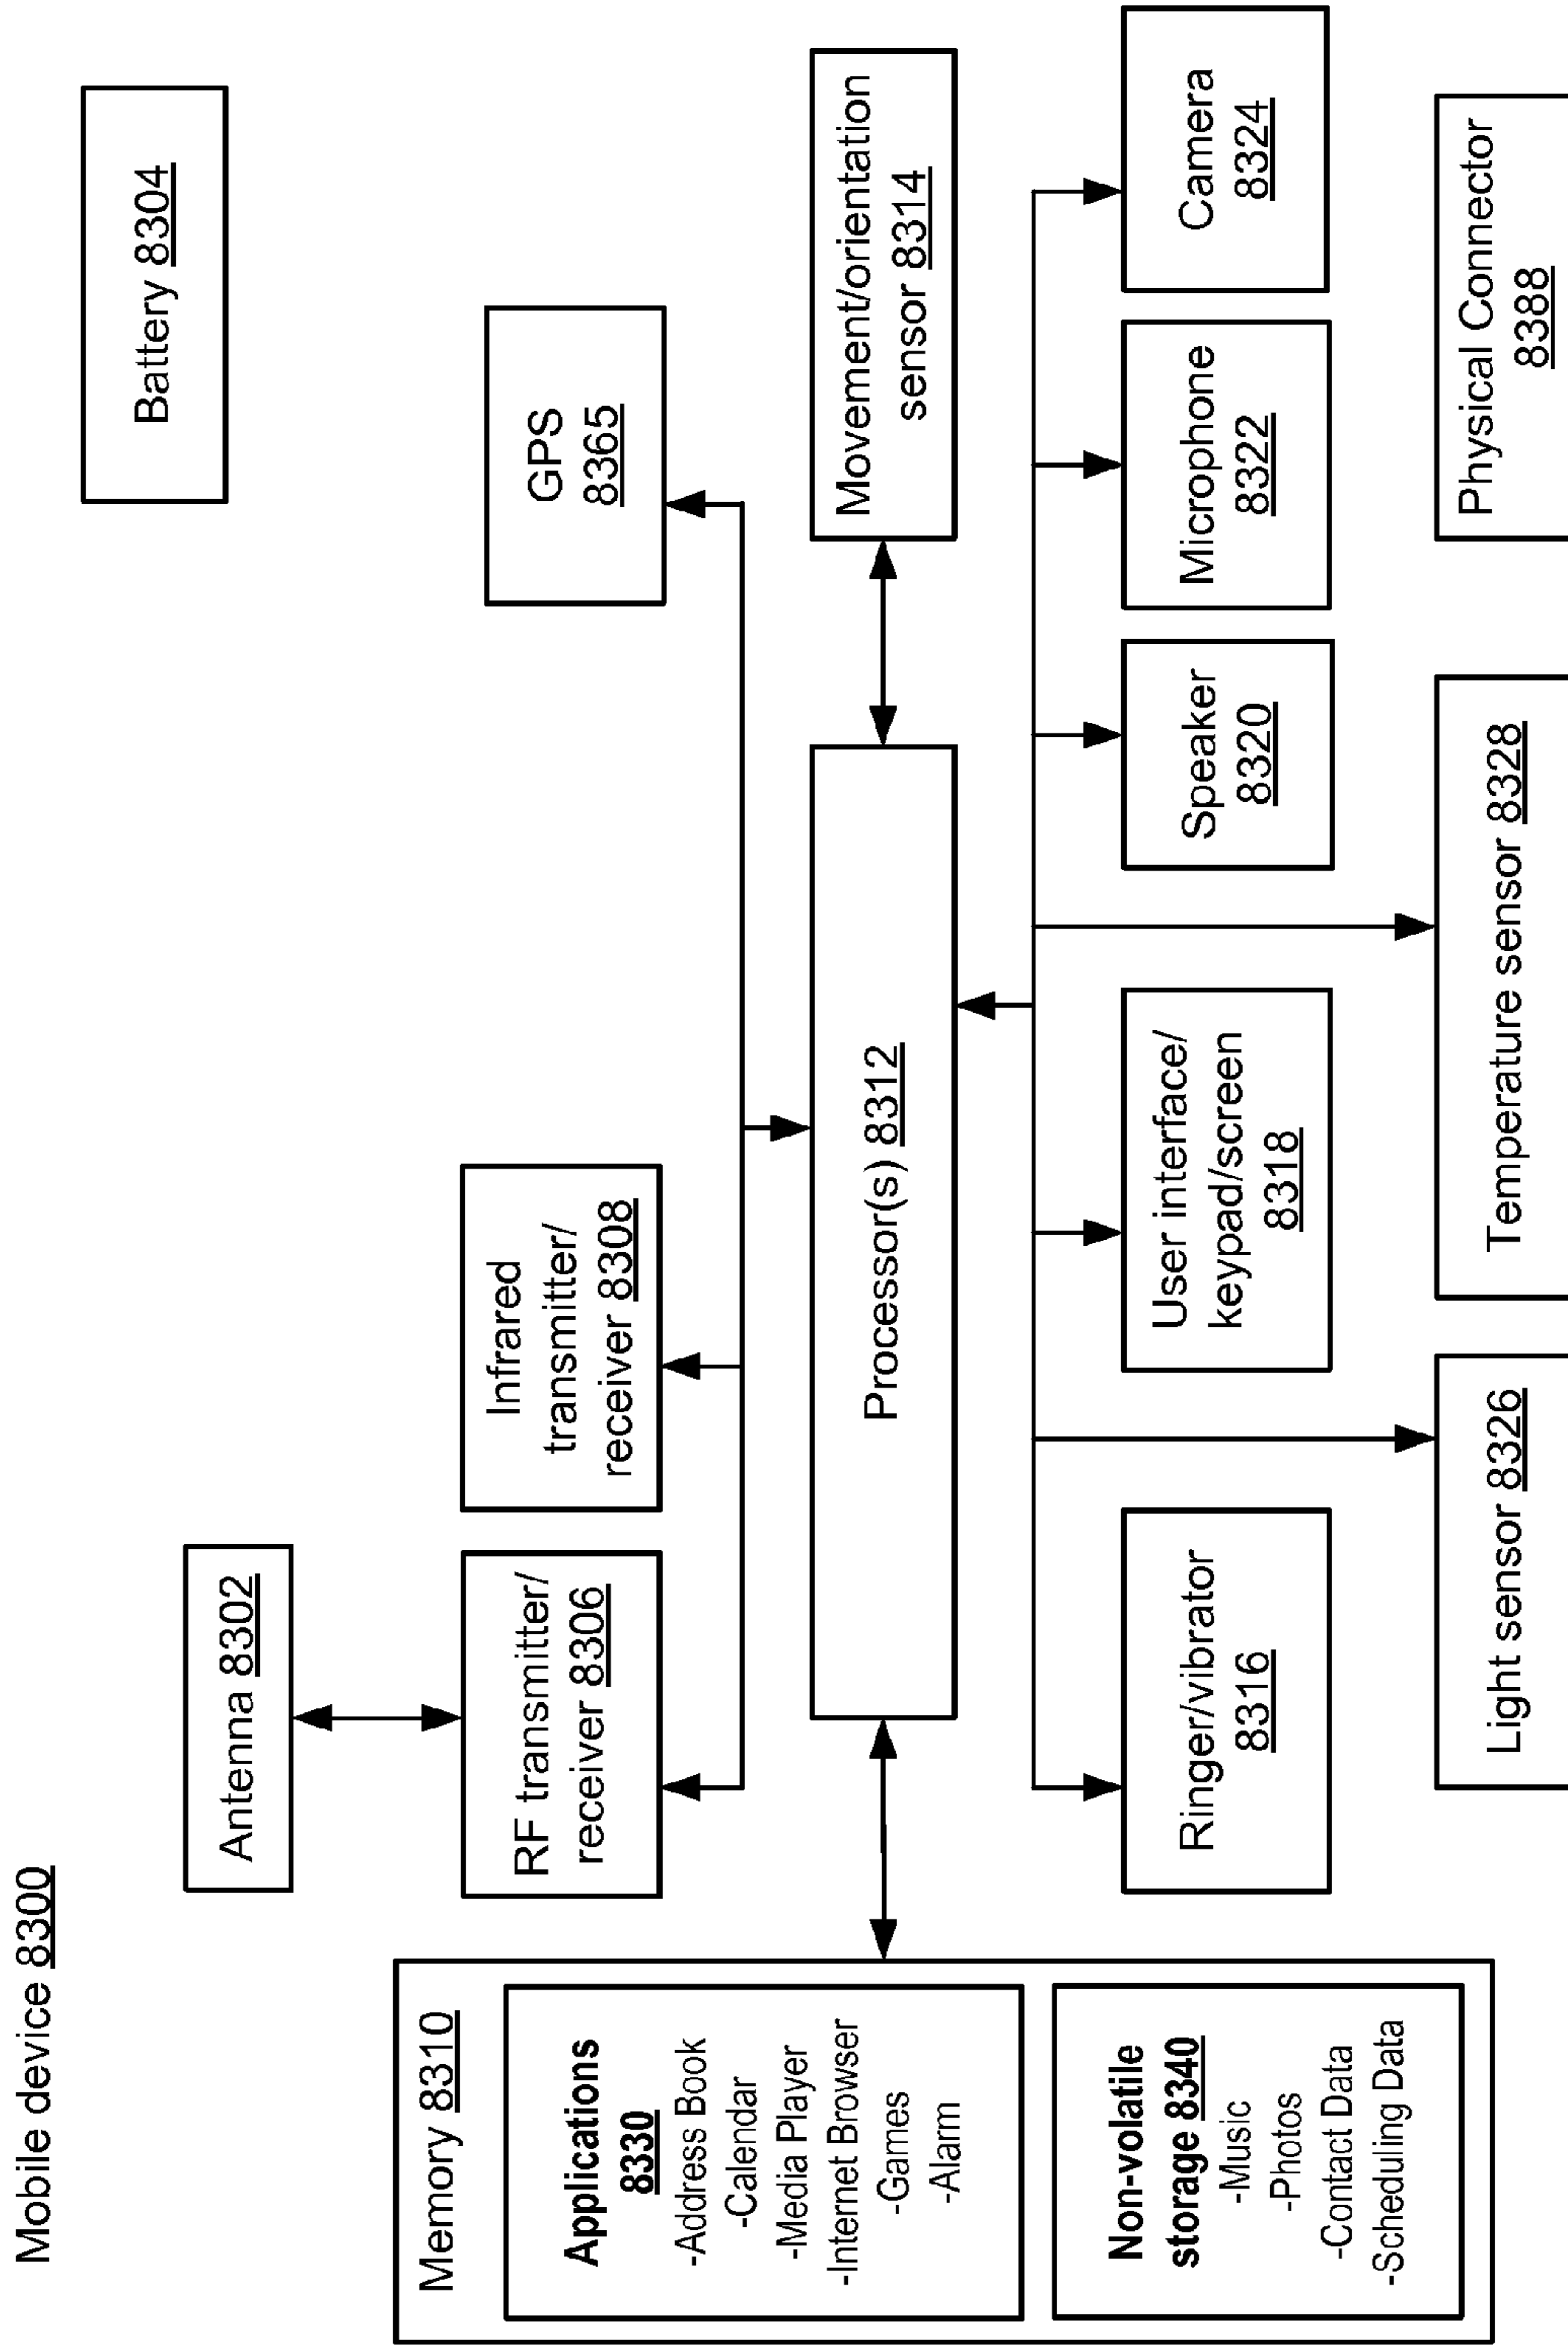 Mobile device 8300
Antenna 8302
Battery 8304
RF transmitter/
receiver 8306
Infrared
transmitter/
receiver 8308
GPS
8365
Memory 8310
Applications
8330
-Address Book
-Calendar
-Media Player
-Internet Browser
-Games
-Alarm
Non-volatile
storage 8340
-Music
-Photos
-Contact Data
-Scheduling Data
Processor(s) 8312
Movement/orientation
sensor 8314
Ringer/vibrator
8316
User interface/
keypad/screen
8318
Speaker
8320
Microphone
8322
Camera
8324
Light sensor 8326
Temperature sensor 8328
Physical Connector
8388